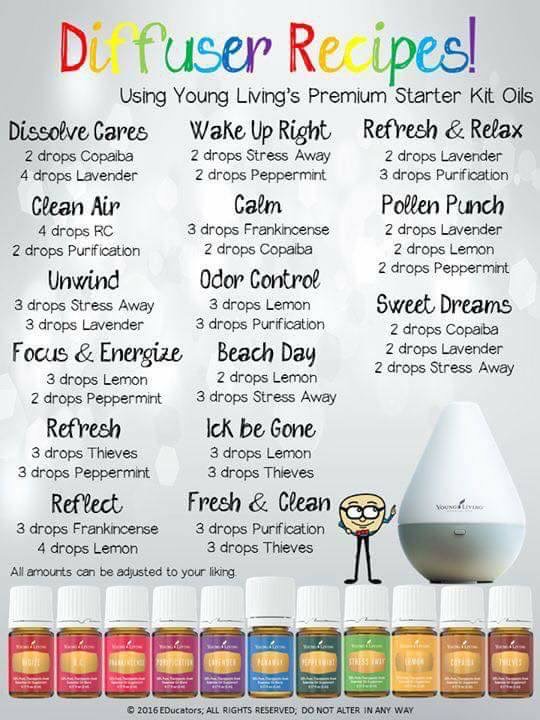 Diffuser Recipes!
Using Young Living's Premium Starter Kit Oils
Dissolve Cares
2 drops Copaiba
4 drops Lavender
Clean Air
4 drops RC
2 drops Purification
Unwind
3 drops Stress Away
3 drops Lavender
Focus & Energize
3 drops Lemon
2 drops Peppermint
Refresh
3 drops Thieves
3 drops Peppermint
Reflect
3 drops Frankincense
4 drops Lemon
Wake Up Right
2 drops Stress Away
2 drops Peppermint
Calm
3 drops Frankincense
2 drops Copaiba
Odor Control
3 drops Lemon
3 drops Purification
Beach Day
2 drops Lemon
3 drops Stress Away
Ick be Gone
3 drops Lemon
3 drops Thieves
Fresh & Clean
3 drops Purification
3 drops Thieves
Refresh & Relax
2 drops Lavender
3 drops Purification
Pollen Punch
2 drops Lavender
2 drops Lemon
2 drops Peppermint
Sweet Dreams
2 drops Copaiba
2 drops Lavender
2 drops Stress Away
YOUNG LIVING
All amounts can be adjusted to your liking.
DIGIZE
R.C.
FRANKINCENSE
PURIFICATION
LAVENDER
PANAWAY
PEPPERMINT
STRESS AWAY
LEMON
COPAIBA
THIEVES
© 2016 EDucators; ALL RIGHTS RESERVED; DO NOT ALTER IN ANY WAY